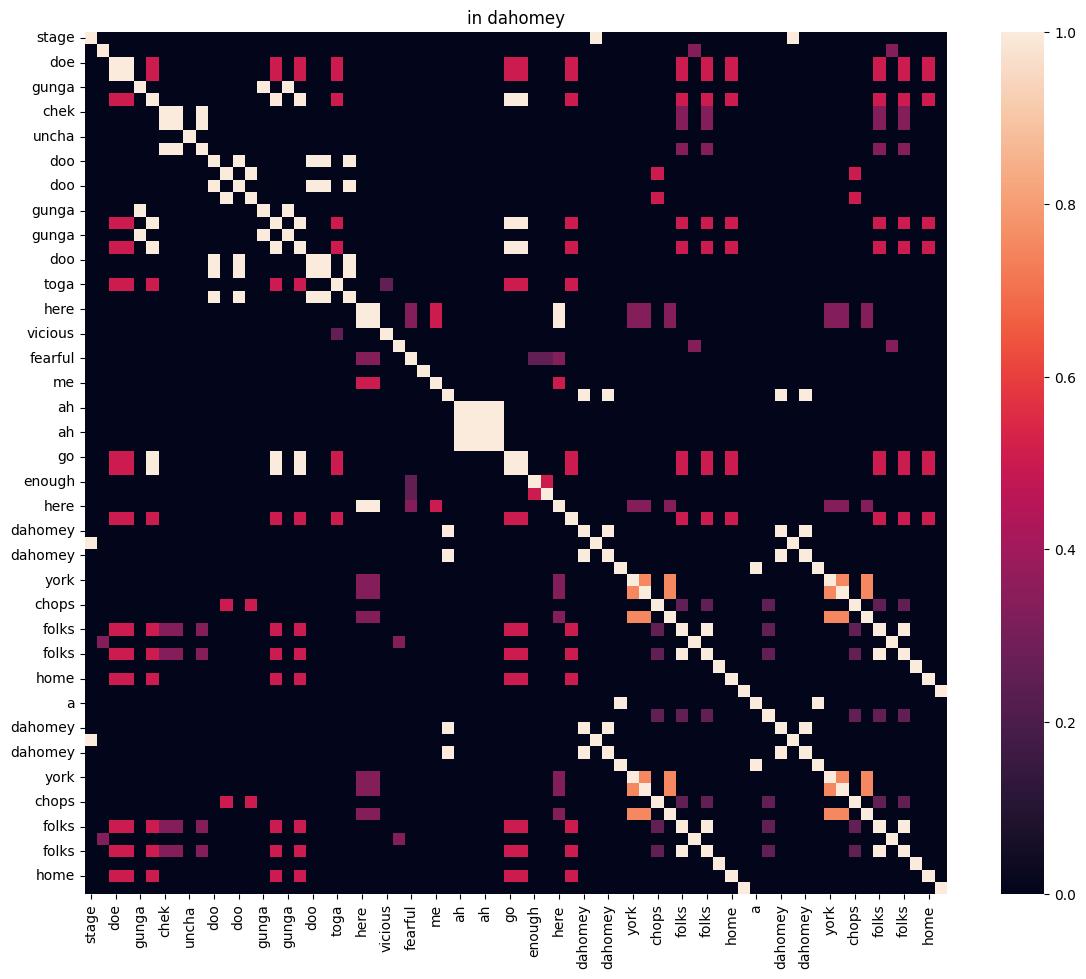 in dahomey
stage
doe
gunga
chek
uncha
doo
doo
gunga
gunga
doo
toga
here
vicious
fearful
me
ah
ah
go
enough
here
dahomey
dahomey
york
chops
folks
folks
home
a
dahomey
dahomey
york
chops
folks
folks
home
stage
doe
gunga
chek
uncha
doo
doo
gunga
gunga
doo
toga
here
vicious
fearful
me
ah
ah
go
enough
here
dahomey
dahomey
york
chops
folks
folks
home
a
dahomey
dahomey
york
chops
folks
folks
home
1.0
0.8
0.6
0.4
0.2
0.0